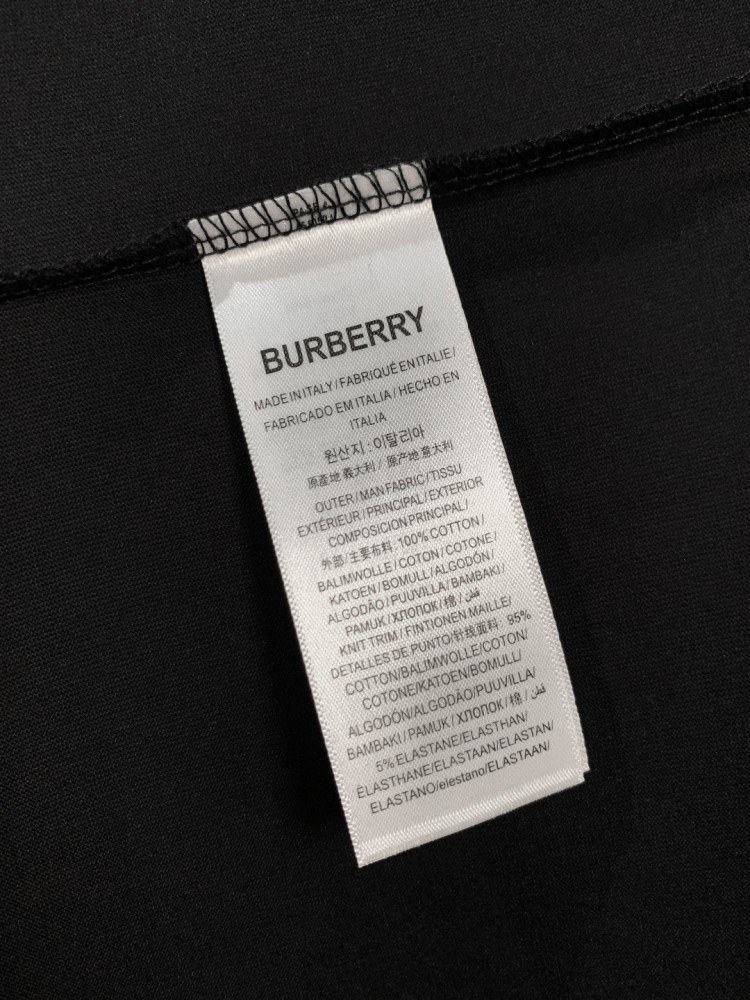 BURBERRY
MADE IN ITALY / FABRIQUÉ EN ITALIE /
FABRICADO EM ITALIA / HECHO EN
ITALIA
원산지 : 이탈리아
原產地 義大利 / 原产地 意大利
OUTER / MAN FABRIC / TISSU
EXTÉRIEUR / PRINCIPAL / EXTERIOR
COMPOSICION PRINCIPAL /
外部 / 主要布料 : 100% COTTON /
BALIMWOLLE / COTON / COTONE /
KATOEN / BOMULL / ALGODÓN /
ALGODÃO / PUUVILLA / BAMBAKI /
PAMUK / ХЛОПОК / 棉 / قطن /
KNIT TRIM / FINTIONEN MAILLE /
DETALLES DE PUNTO / 针线面料 : 95%
COTTON/BALIMWOLLE/COTON/
COTONE/KATOEN/BOMULL/
ALGODÓN/ALGODÃO/PUUVILLA/
BAMBAKI / PAMUK / ХЛОПОК / 棉 / قطن /
5% ELASTANE/ELASTHAN/
ÉLASTHANE/ELASTAAN/ELASTAN/
ELASTANO/elestano/ELASTAAN/